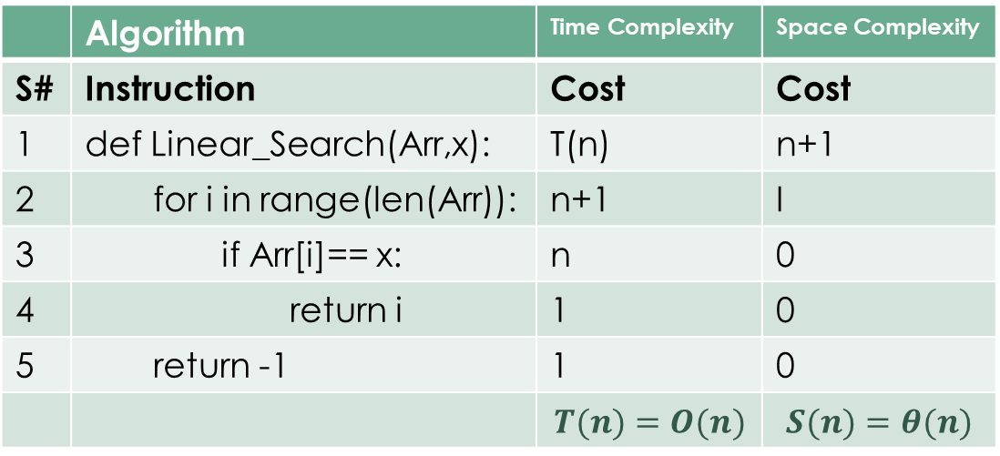 Algorithm Time Complexity Space Complexity
S# Instruction Cost Cost
1 def Linear_Search(Arr,x): T(n) n+1
2 for i in range(len(Arr)): n+1 I
3 if Arr[i]== x: n 0
4 return i 1 0
5 return -1 1 0
T(n) = O(n) S(n) = θ(n)